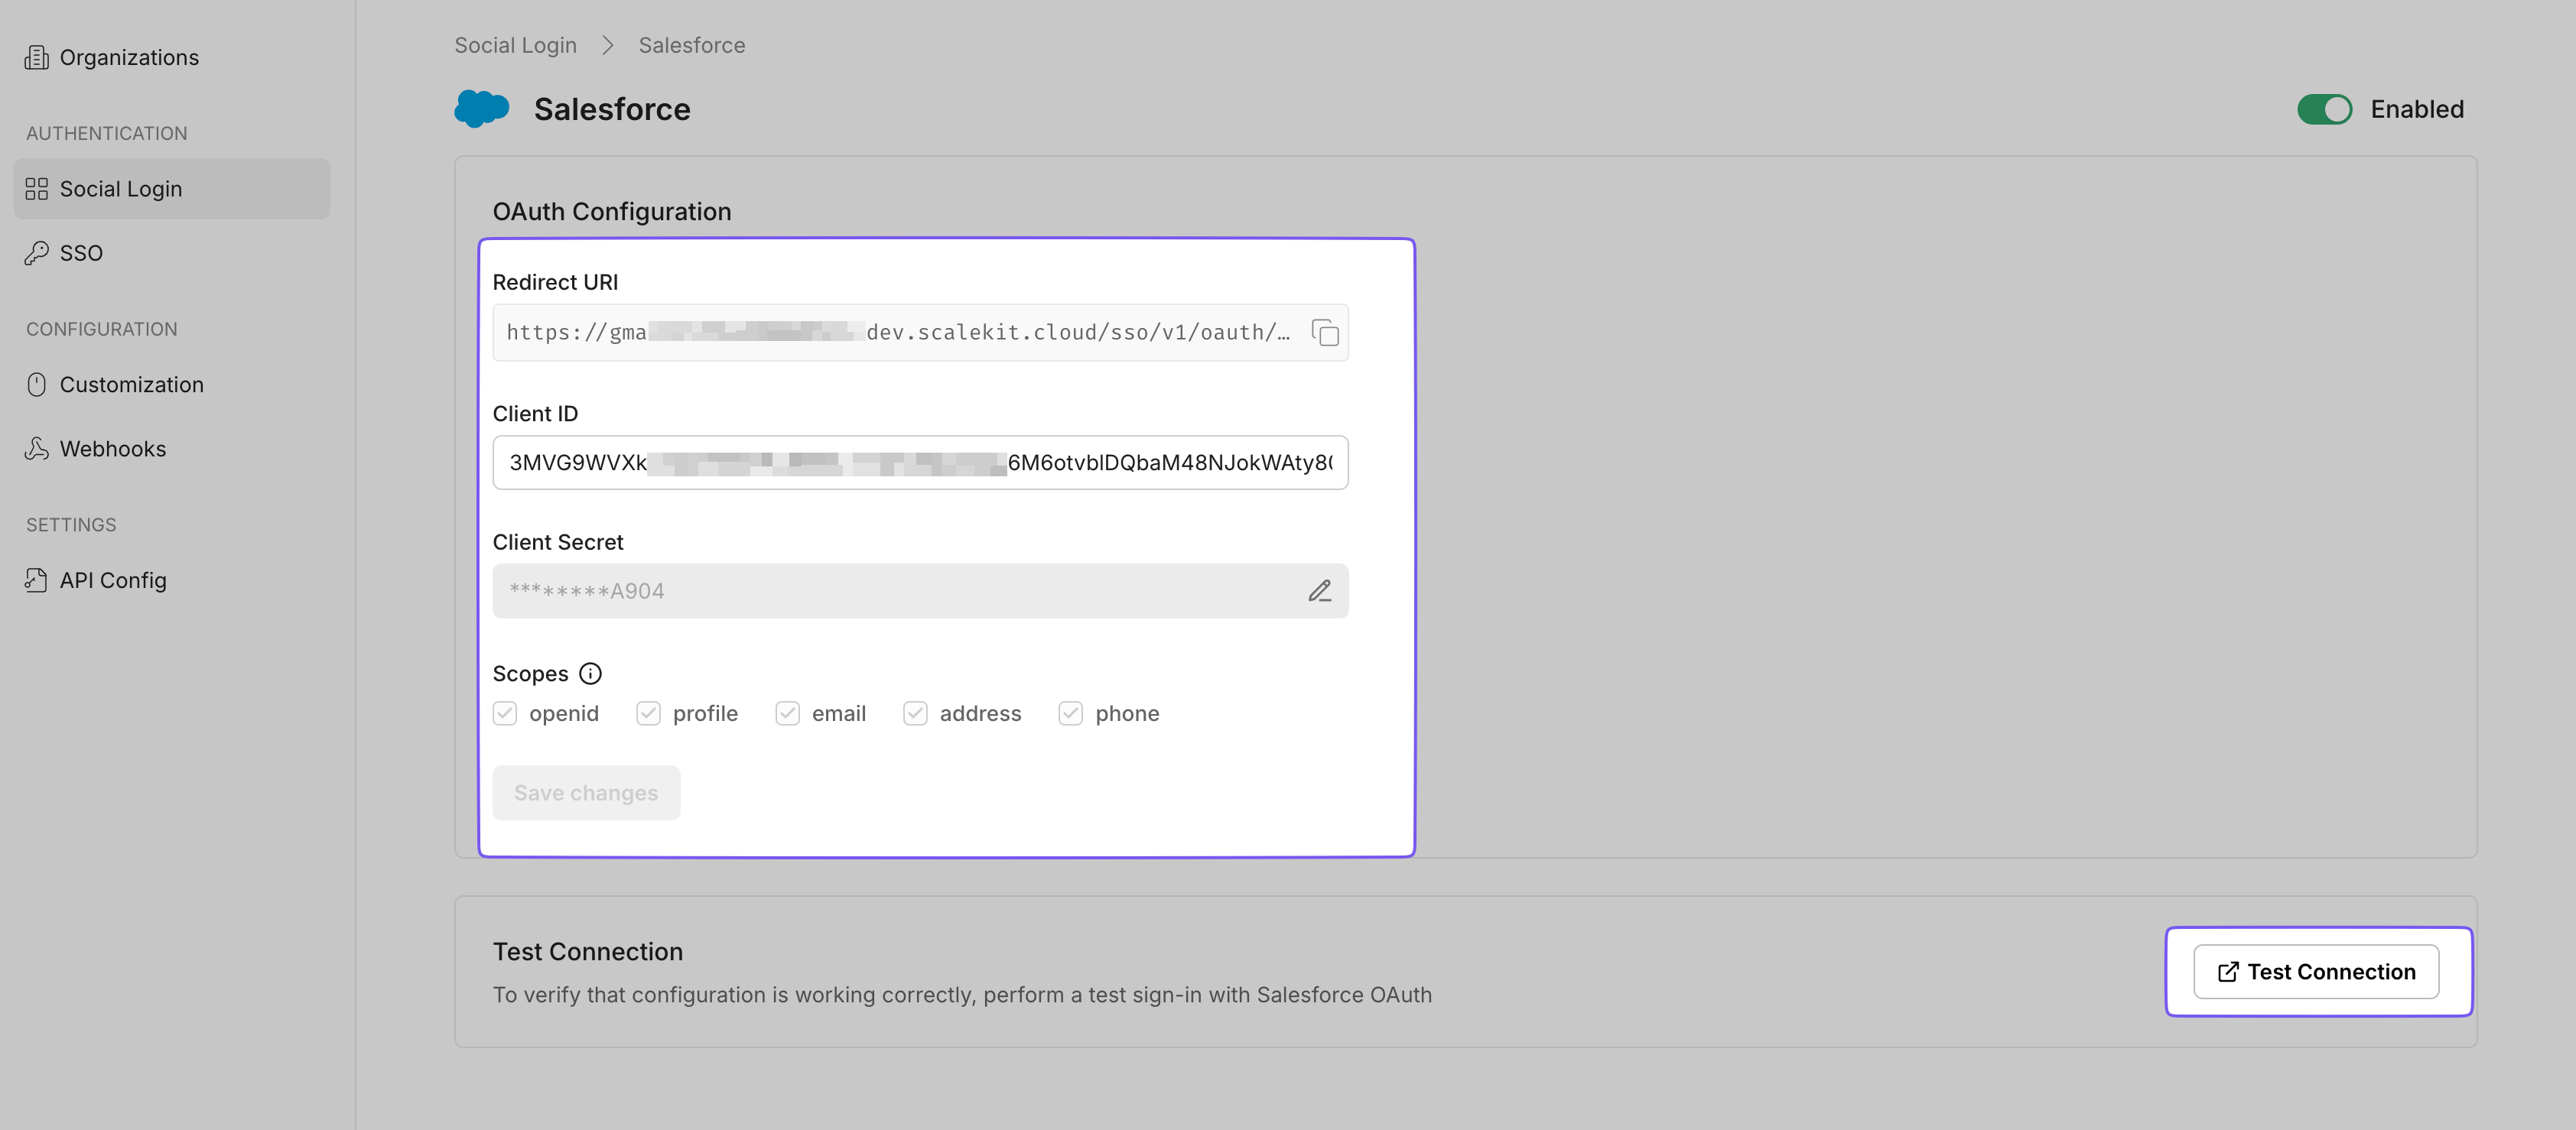 Organizations
AUTHENTICATION
Social Login
SSO
CONFIGURATION
Customization
Webhooks
SETTINGS
API Config
Social Login > Salesforce
Salesforce
Enabled
OAuth Configuration
Redirect URI
https://gma dev.scalekit.cloud/sso/v1/oauth/…
Client ID
3MVG9WVXk 6M6otvblDQbaM48NJokWAty8
Client Secret
********A904
Scopes
openid profile email address phone
Save changes
Test Connection
To verify that configuration is working correctly, perform a test sign-in with Salesforce OAuth
Test Connection